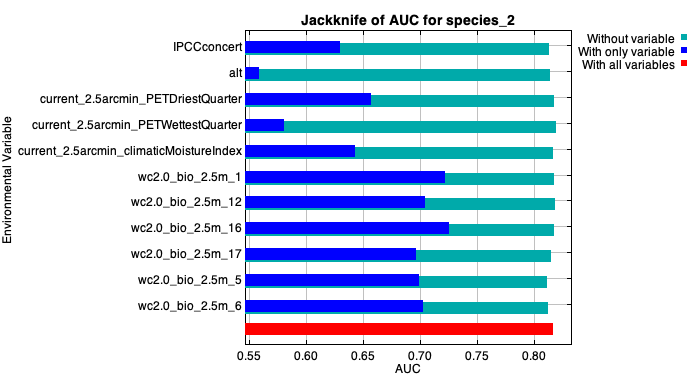 Jackknife of AUC for species_2
Without variable
With only variable
With all variables
Environmental Variable
IPCCconcert
alt
current_2.5arcmin_PETDriestQuarter
current_2.5arcmin_PETWettestQuarter
current_2.5arcmin_climaticMoistureIndex
wc2.0_bio_2.5m_1
wc2.0_bio_2.5m_12
wc2.0_bio_2.5m_16
wc2.0_bio_2.5m_17
wc2.0_bio_2.5m_5
wc2.0_bio_2.5m_6
0.55 0.60 0.65 0.70 0.75 0.80
AUC